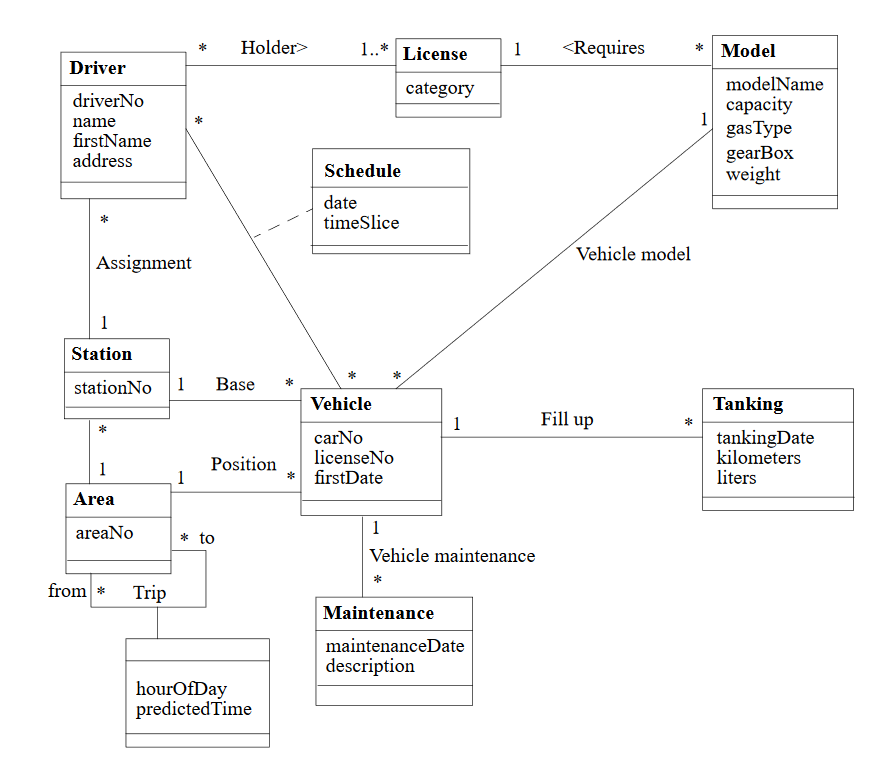 * Holder> 1..*
License
category
1 <Requires *
Model
modelName
capacity
gasType
gearBox
weight
Driver
driverNo
name
firstName
address
*
*
Assignment
1
Schedule
date
timeSlice
1
Vehicle model
*
*
Station
stationNo
1 Base *
*
1
Vehicle
carNo
licenseNo
firstDate
1 Fill up *
Tanking
tankingDate
kilometers
liters
1 Position *
Area
areaNo
* to
from * Trip
hourOfDay
predictedTime
1
Vehicle maintenance
*
Maintenance
maintenanceDate
description